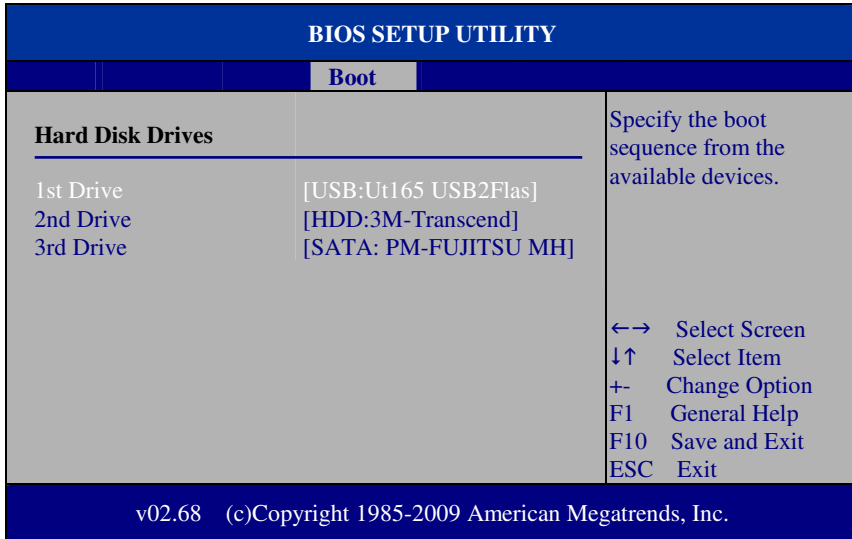 BIOS SETUP UTILITY
Boot
Hard Disk Drives
1st Drive [USB:Ut165 USB2Flas]
2nd Drive [HDD:3M-Transcend]
3rd Drive [SATA: PM-FUJITSU MH]
Specify the boot
sequence from the
available devices.
←→ Select Screen
↓↑ Select Item
+- Change Option
F1 General Help
F10 Save and Exit
ESC Exit
v02.68 (c)Copyright 1985-2009 American Megatrends, Inc.